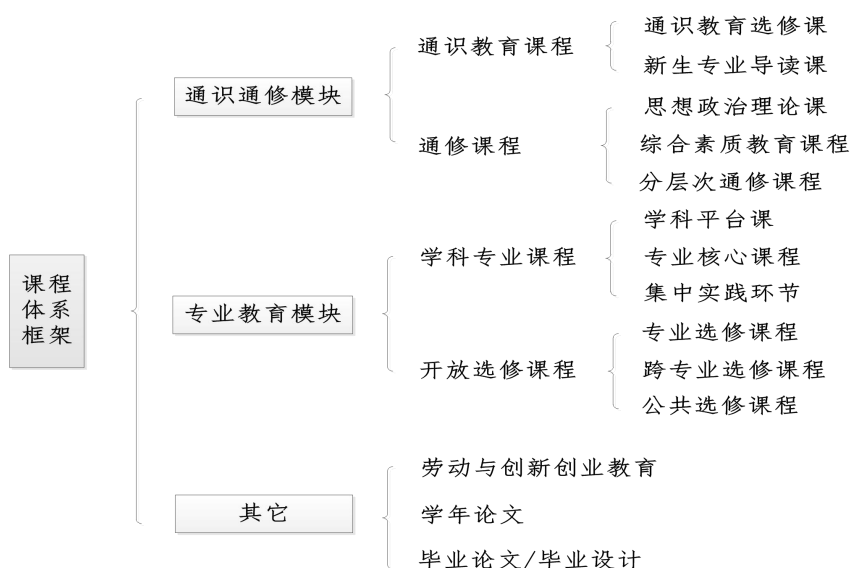 课程
体系
框架
通识通修模块
通识教育课程
通识教育选修课
新生专业导读课
通修课程
思想政治理论课
综合素质教育课程
分层次通修课程
专业教育模块
学科专业课程
学科平台课
专业核心课程
集中实践环节
开放选修课程
专业选修课程
跨专业选修课程
公共选修课程
其它
劳动与创新创业教育
学年论文
毕业论文/毕业设计